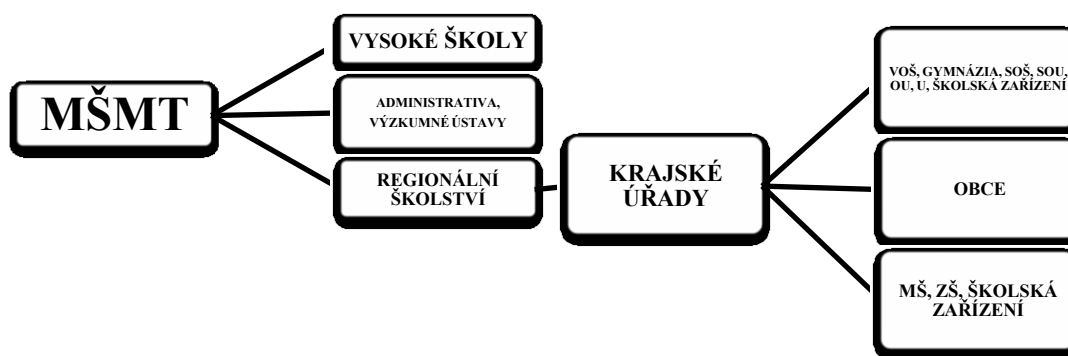 MŠMT
VYSOKÉ ŠKOLY
ADMINISTRATIVA,
VÝZKUMNÉ ÚSTAVY
REGIONÁLNÍ
ŠKOLSTVÍ
KRAJSKÉ
ÚŘADY
VOŠ, GYMNÁZIA, SOŠ, SOU,
OU, U, ŠKOLSKÁ ZAŘÍZENÍ
OBCE
MŠ, ZŠ, ŠKOLSKÁ
ZAŘÍZENÍ